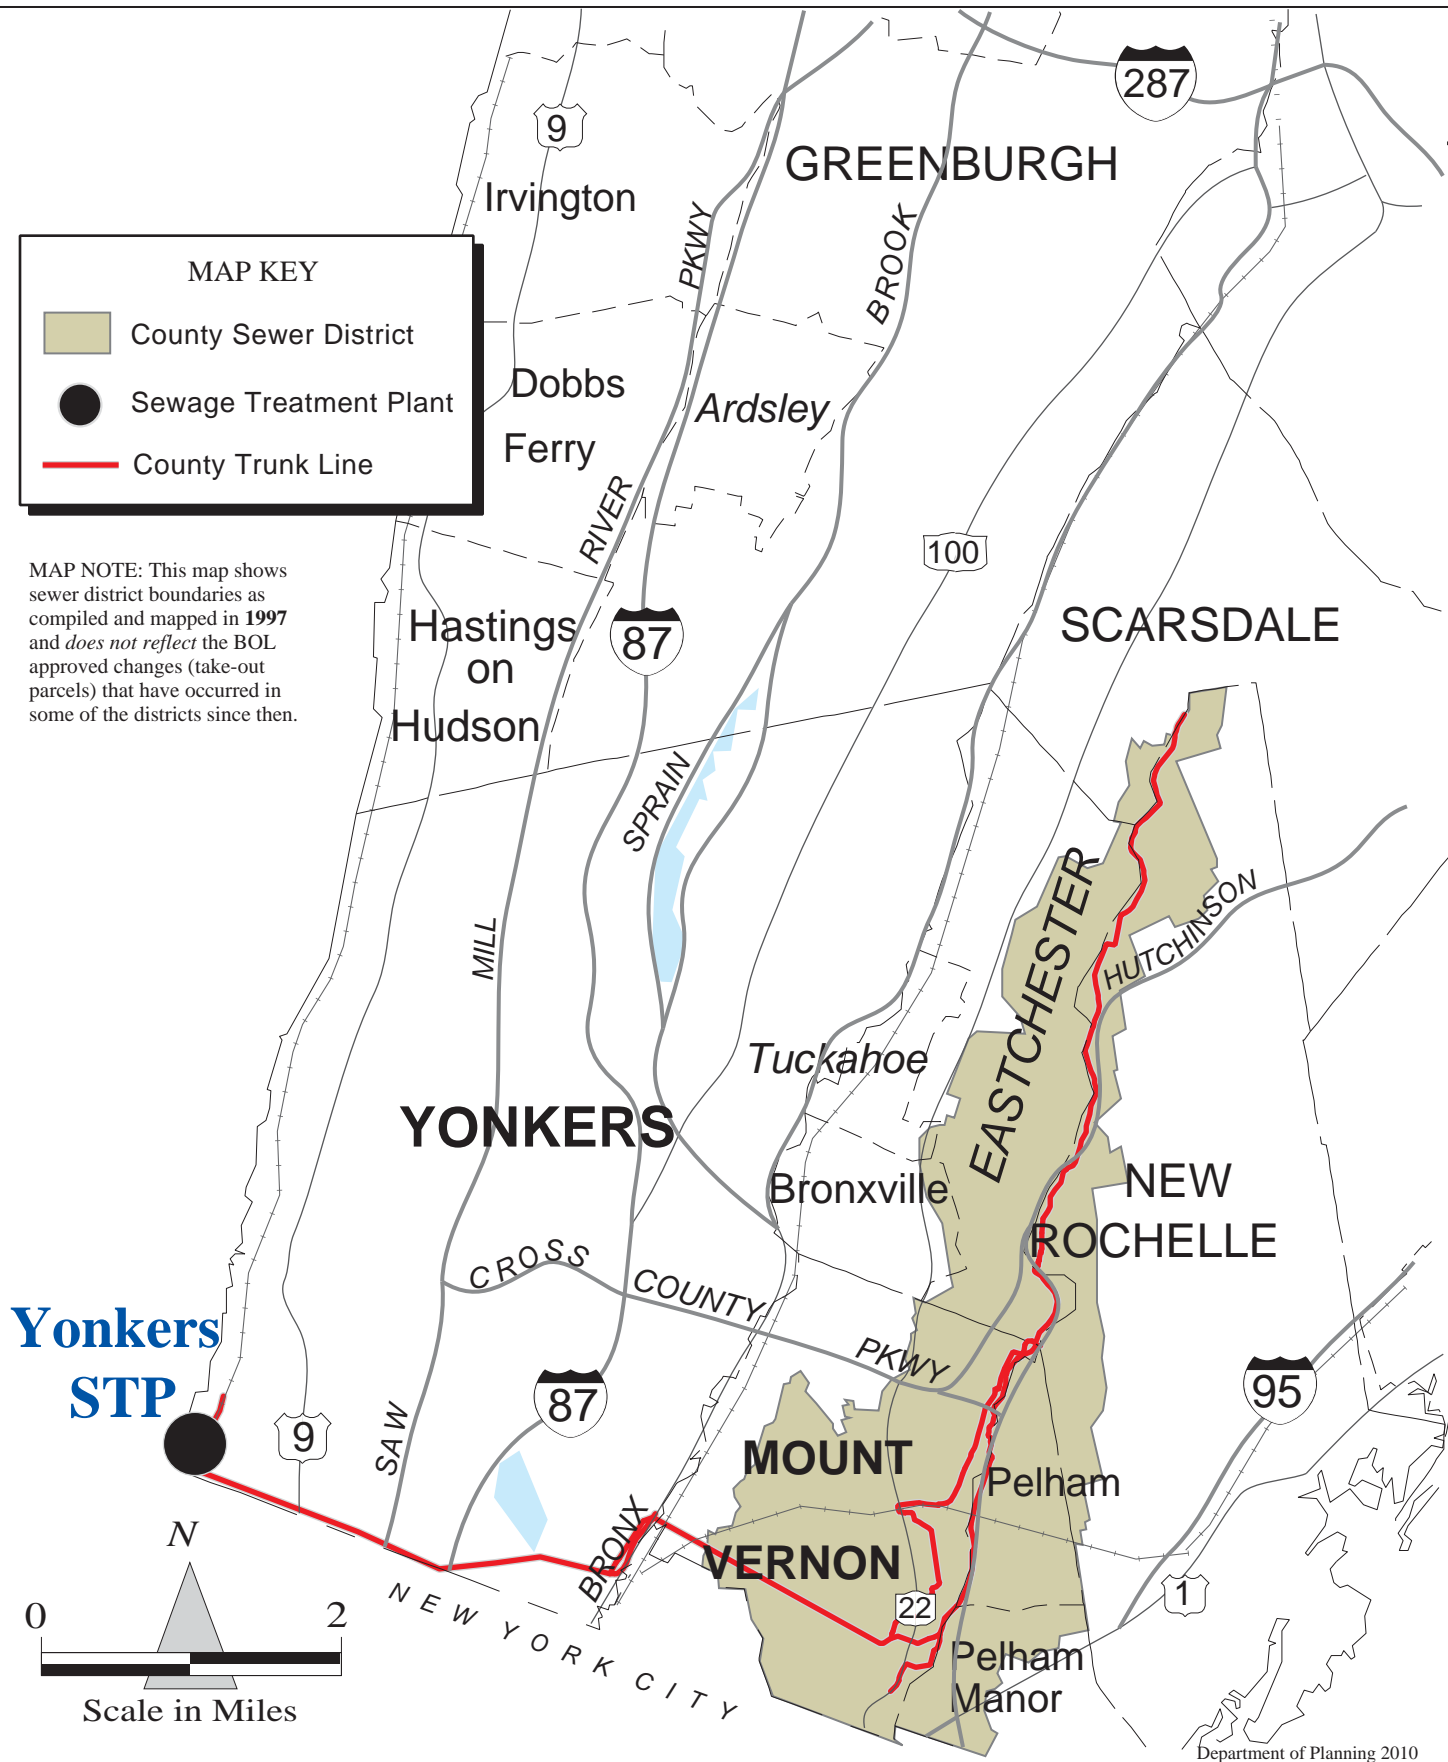 287
9
GREENBURGH
Irvington
PKWY
BROOK
MAP KEY
County Sewer District
Sewage Treatment Plant
County Trunk Line
Dobbs
Ferry
Ardsley
RIVER
100
MAP NOTE: This map shows
sewer district boundaries as
compiled and mapped in 1997
and does not reflect the BOL
approved changes (take-out
parcels) that have occurred in
some of the districts since then.
Hastings
on
Hudson
87
SCARSDALE
SPRAIN
EASTCHESTER
HUTCHINSON
MILL
Tuckahoe
YONKERS
Bronxville
NEW
ROCHELLE
CROSS
COUNTY
PKWY
Yonkers
STP
9
SAW
87
95
MOUNT
VERNON
Pelham
BRONX
22
1
NEW YORK CITY
Pelham
Manor
N
0 2
Scale in Miles
Department of Planning 2010